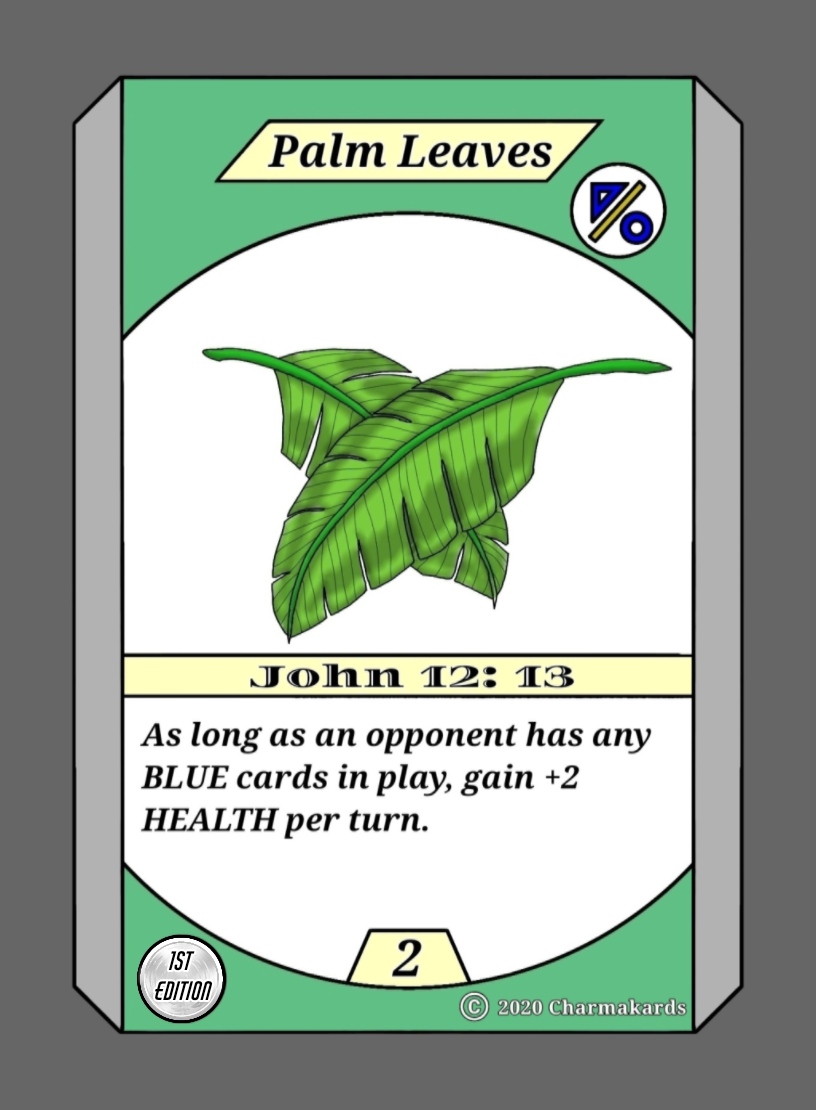 Palm Leaves
John 12: 13
As long as an opponent has any
BLUE cards in play, gain +2
HEALTH per turn.
2
1ST
EDITION
© 2020 Charmakards